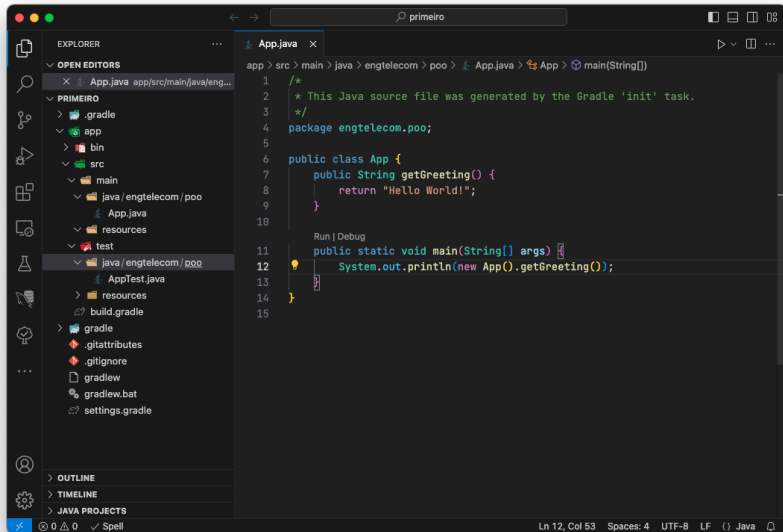 primeiro
EXPLORER
OPEN EDITORS
App.java app/src/main/java/eng...
PRIMEIRO
.gradle
app
bin
src
main
java/engtelecom/poo
App.java
resources
test
java/engtelecom/poo
AppTest.java
resources
build.gradle
gradle
.gitattributes
.gitignore
gradlew
gradlew.bat
settings.gradle
OUTLINE
TIMELINE
JAVA PROJECTS
App.java
app > src > main > java > engtelecom > poo > App.java > App > main(String[])
1 /*
2 * This Java source file was generated by the Gradle 'init' task.
3 */
4 package engtelecom.poo;
5
6 public class App {
7 public String getGreeting() {
8 return "Hello World!";
9 }
10
Run | Debug
11 public static void main(String[] args) {
12 System.out.println(new App().getGreeting());
13 }
14 }
15
0 0 Spell Ln 12, Col 53 Spaces: 4 UTF-8 LF {} Java